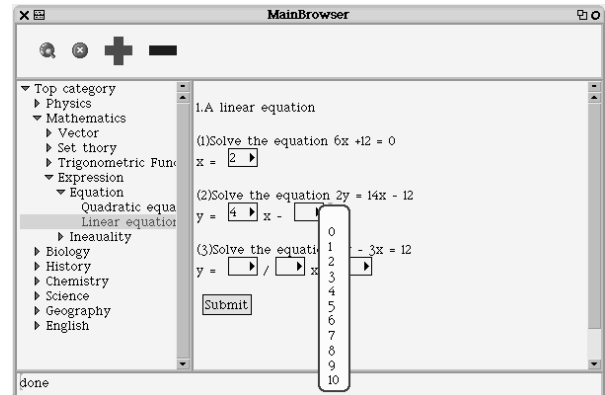 MainBrowser
Top category
Physics
Mathematics
Vector
Set thory
Trigonometric Func
Expression
Equation
Quadratic equa
Linear equation
Ineauality
Biology
History
Chemistry
Science
Geography
English
1.A linear equation
(1)Solve the equation 6x +12 = 0
x = 2
(2)Solve the equation 2y = 14x - 12
y = 4 x -
(3)Solve the equati - 3x = 12
y = / x
Submit
0
1
2
3
4
5
6
7
8
9
10
done